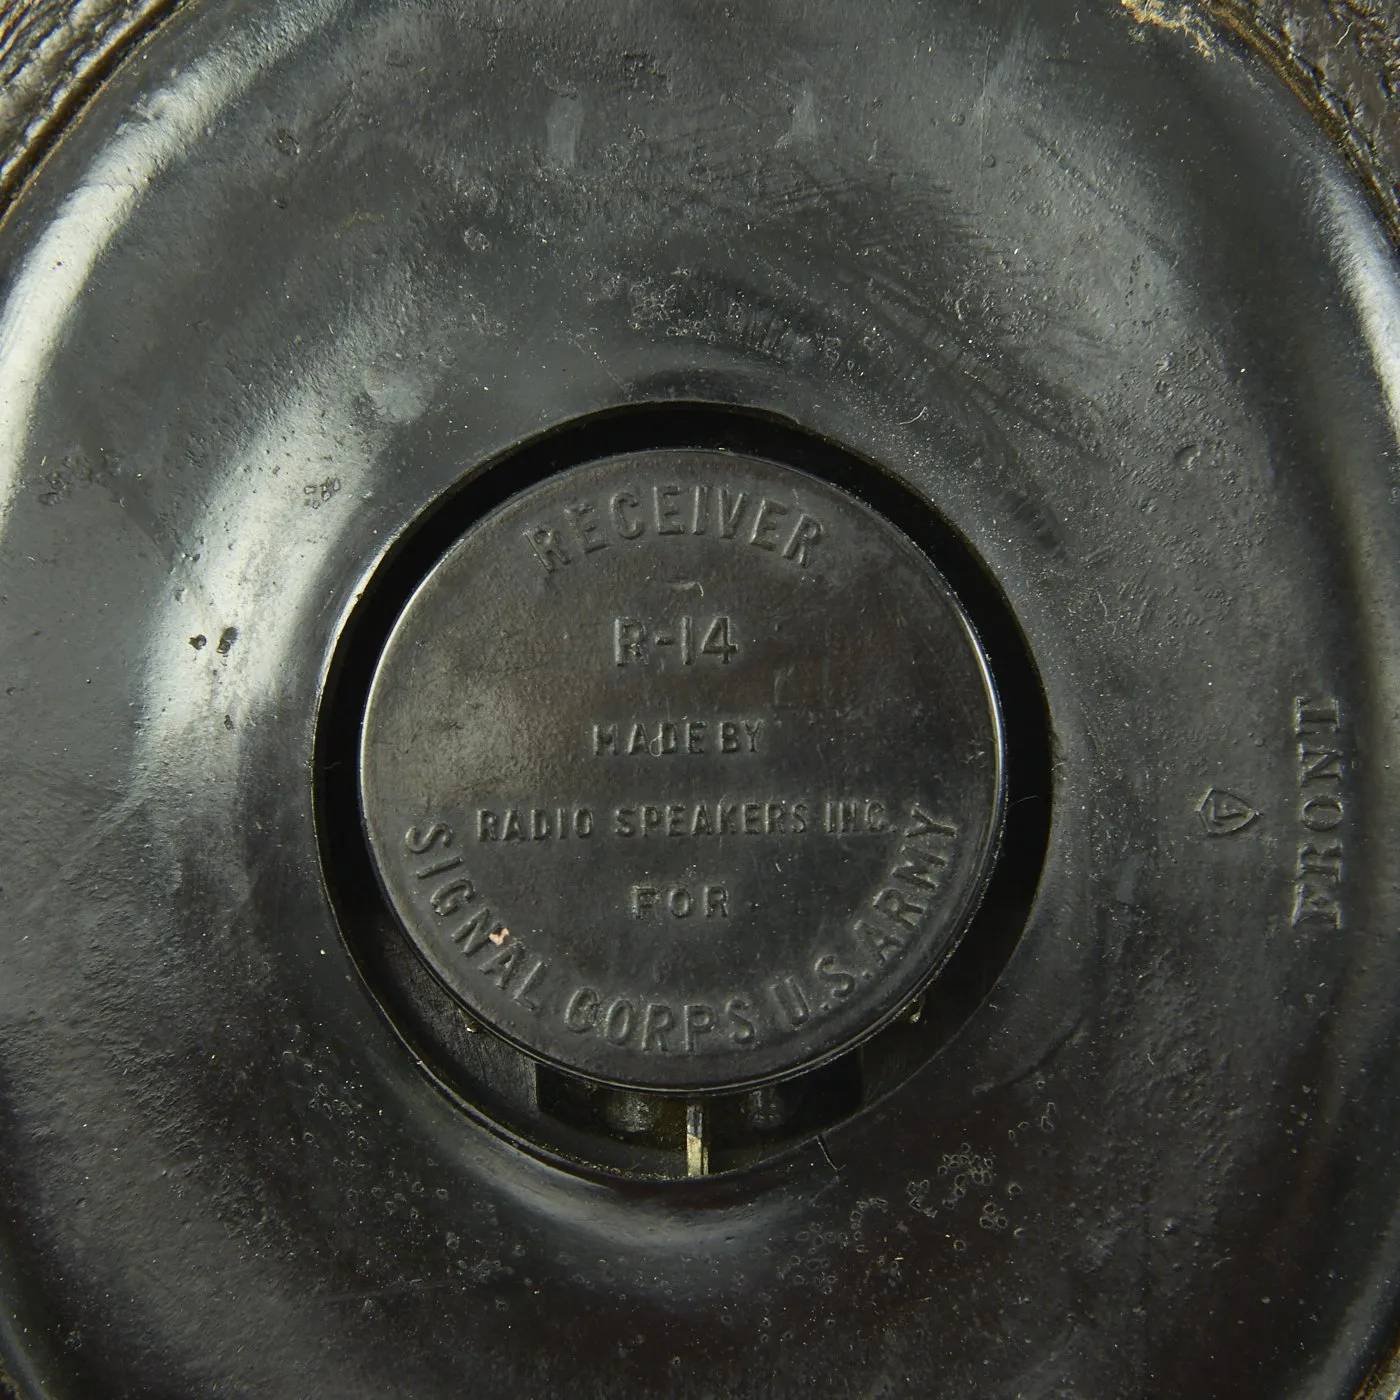 RECEIVER
R-14
MADE BY
RADIO SPEAKERS INC.
FOR
SIGNAL CORPS U.S. ARMY
FRONT